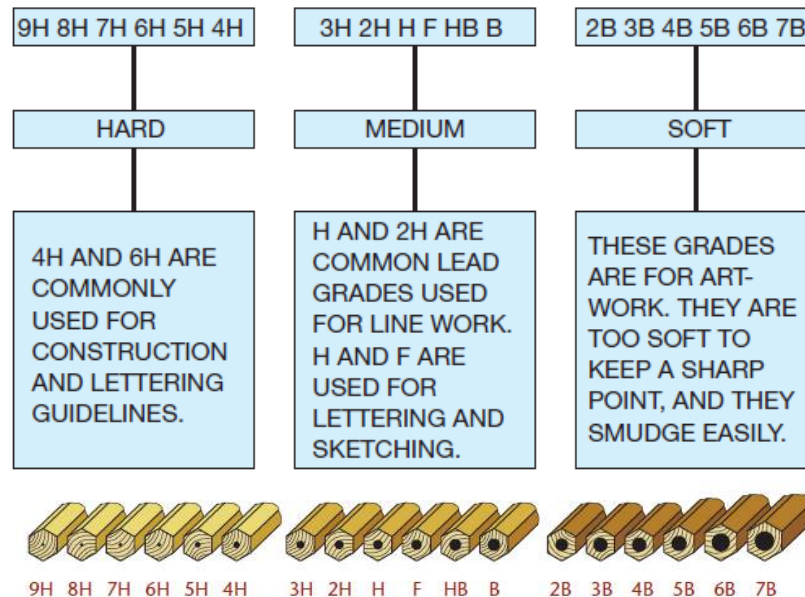 9H 8H 7H 6H 5H 4H
HARD
4H AND 6H ARE
COMMONLY
USED FOR
CONSTRUCTION
AND LETTERING
GUIDELINES.
3H 2H H F HB B
MEDIUM
H AND 2H ARE
COMMON LEAD
GRADES USED
FOR LINE WORK.
H AND F ARE
USED FOR
LETTERING AND
SKETCHING.
2B 3B 4B 5B 6B 7B
SOFT
THESE GRADES
ARE FOR ART-
WORK. THEY ARE
TOO SOFT TO
KEEP A SHARP
POINT, AND THEY
SMUDGE EASILY.
9H 8H 7H 6H 5H 4H
3H 2H H F HB B
2B 3B 4B 5B 6B 7B